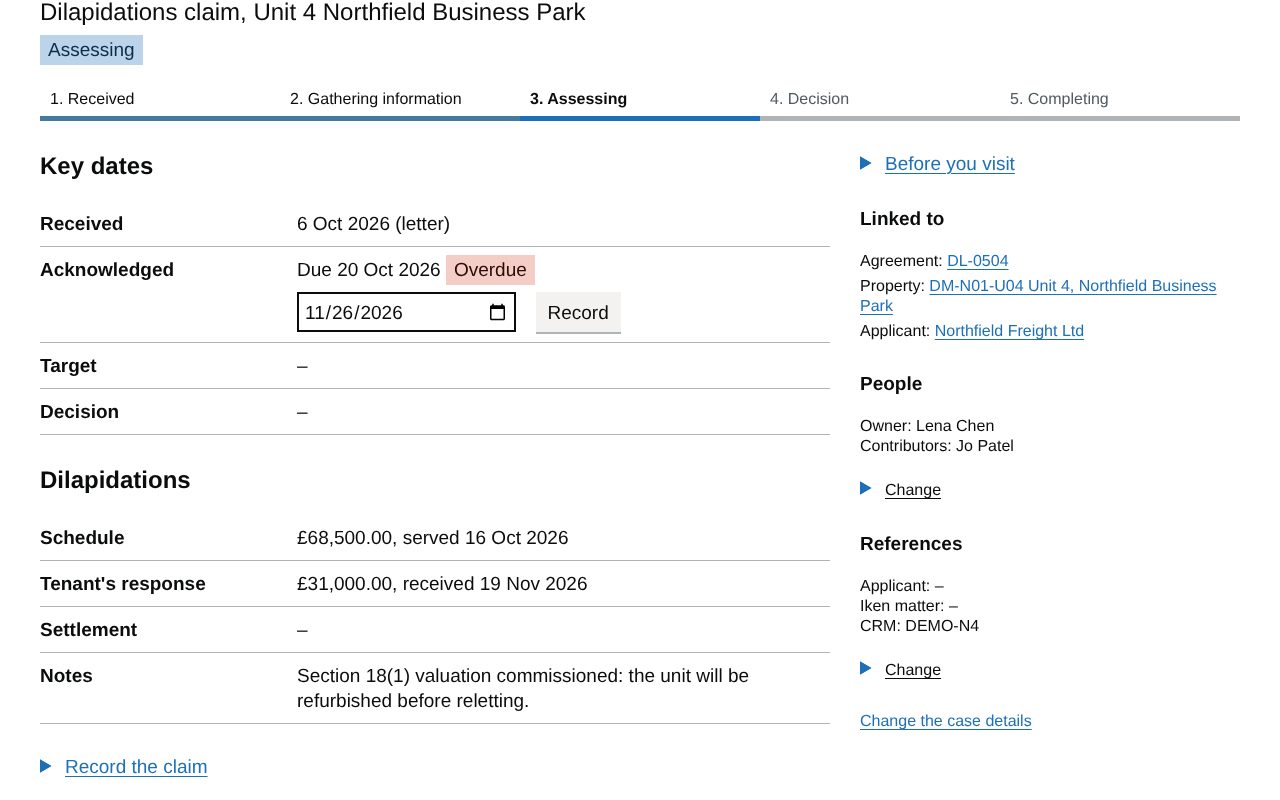 Dilapidations claim, Unit 4 Northfield Business Park
Assessing
1. Received
2. Gathering information
3. Assessing
4. Decision
5. Completing
Key dates
Received
6 Oct 2026 (letter)
Acknowledged
Due 20 Oct 2026 Overdue
11/26/2026
Record
Target
–
Decision
–
Dilapidations
Schedule
£68,500.00, served 16 Oct 2026
Tenant's response
£31,000.00, received 19 Nov 2026
Settlement
–
Notes
Section 18(1) valuation commissioned: the unit will be
refurbished before reletting.
Record the claim
Before you visit
Linked to
Agreement: DL-0504
Property: DM-N01-U04 Unit 4, Northfield Business
Park
Applicant: Northfield Freight Ltd
People
Owner: Lena Chen
Contributors: Jo Patel
Change
References
Applicant: –
Iken matter: –
CRM: DEMO-N4
Change
Change the case details